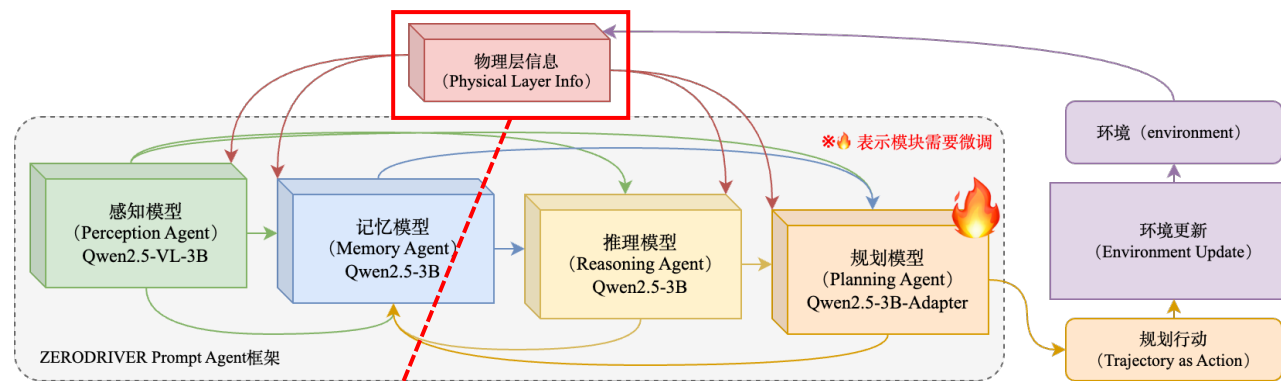 物理层信息
(Physical Layer Info)
※🔥 表示模块需要微调
感知模型
(Perception Agent)
Qwen2.5-VL-3B
记忆模型
(Memory Agent)
Qwen2.5-3B
推理模型
(Reasoning Agent)
Qwen2.5-3B
规划模型
(Planning Agent)
Qwen2.5-3B-Adapter
ZERODRIVER Prompt Agent框架
环境（environment）
环境更新
(Environment Update)
规划行动
(Trajectory as Action)